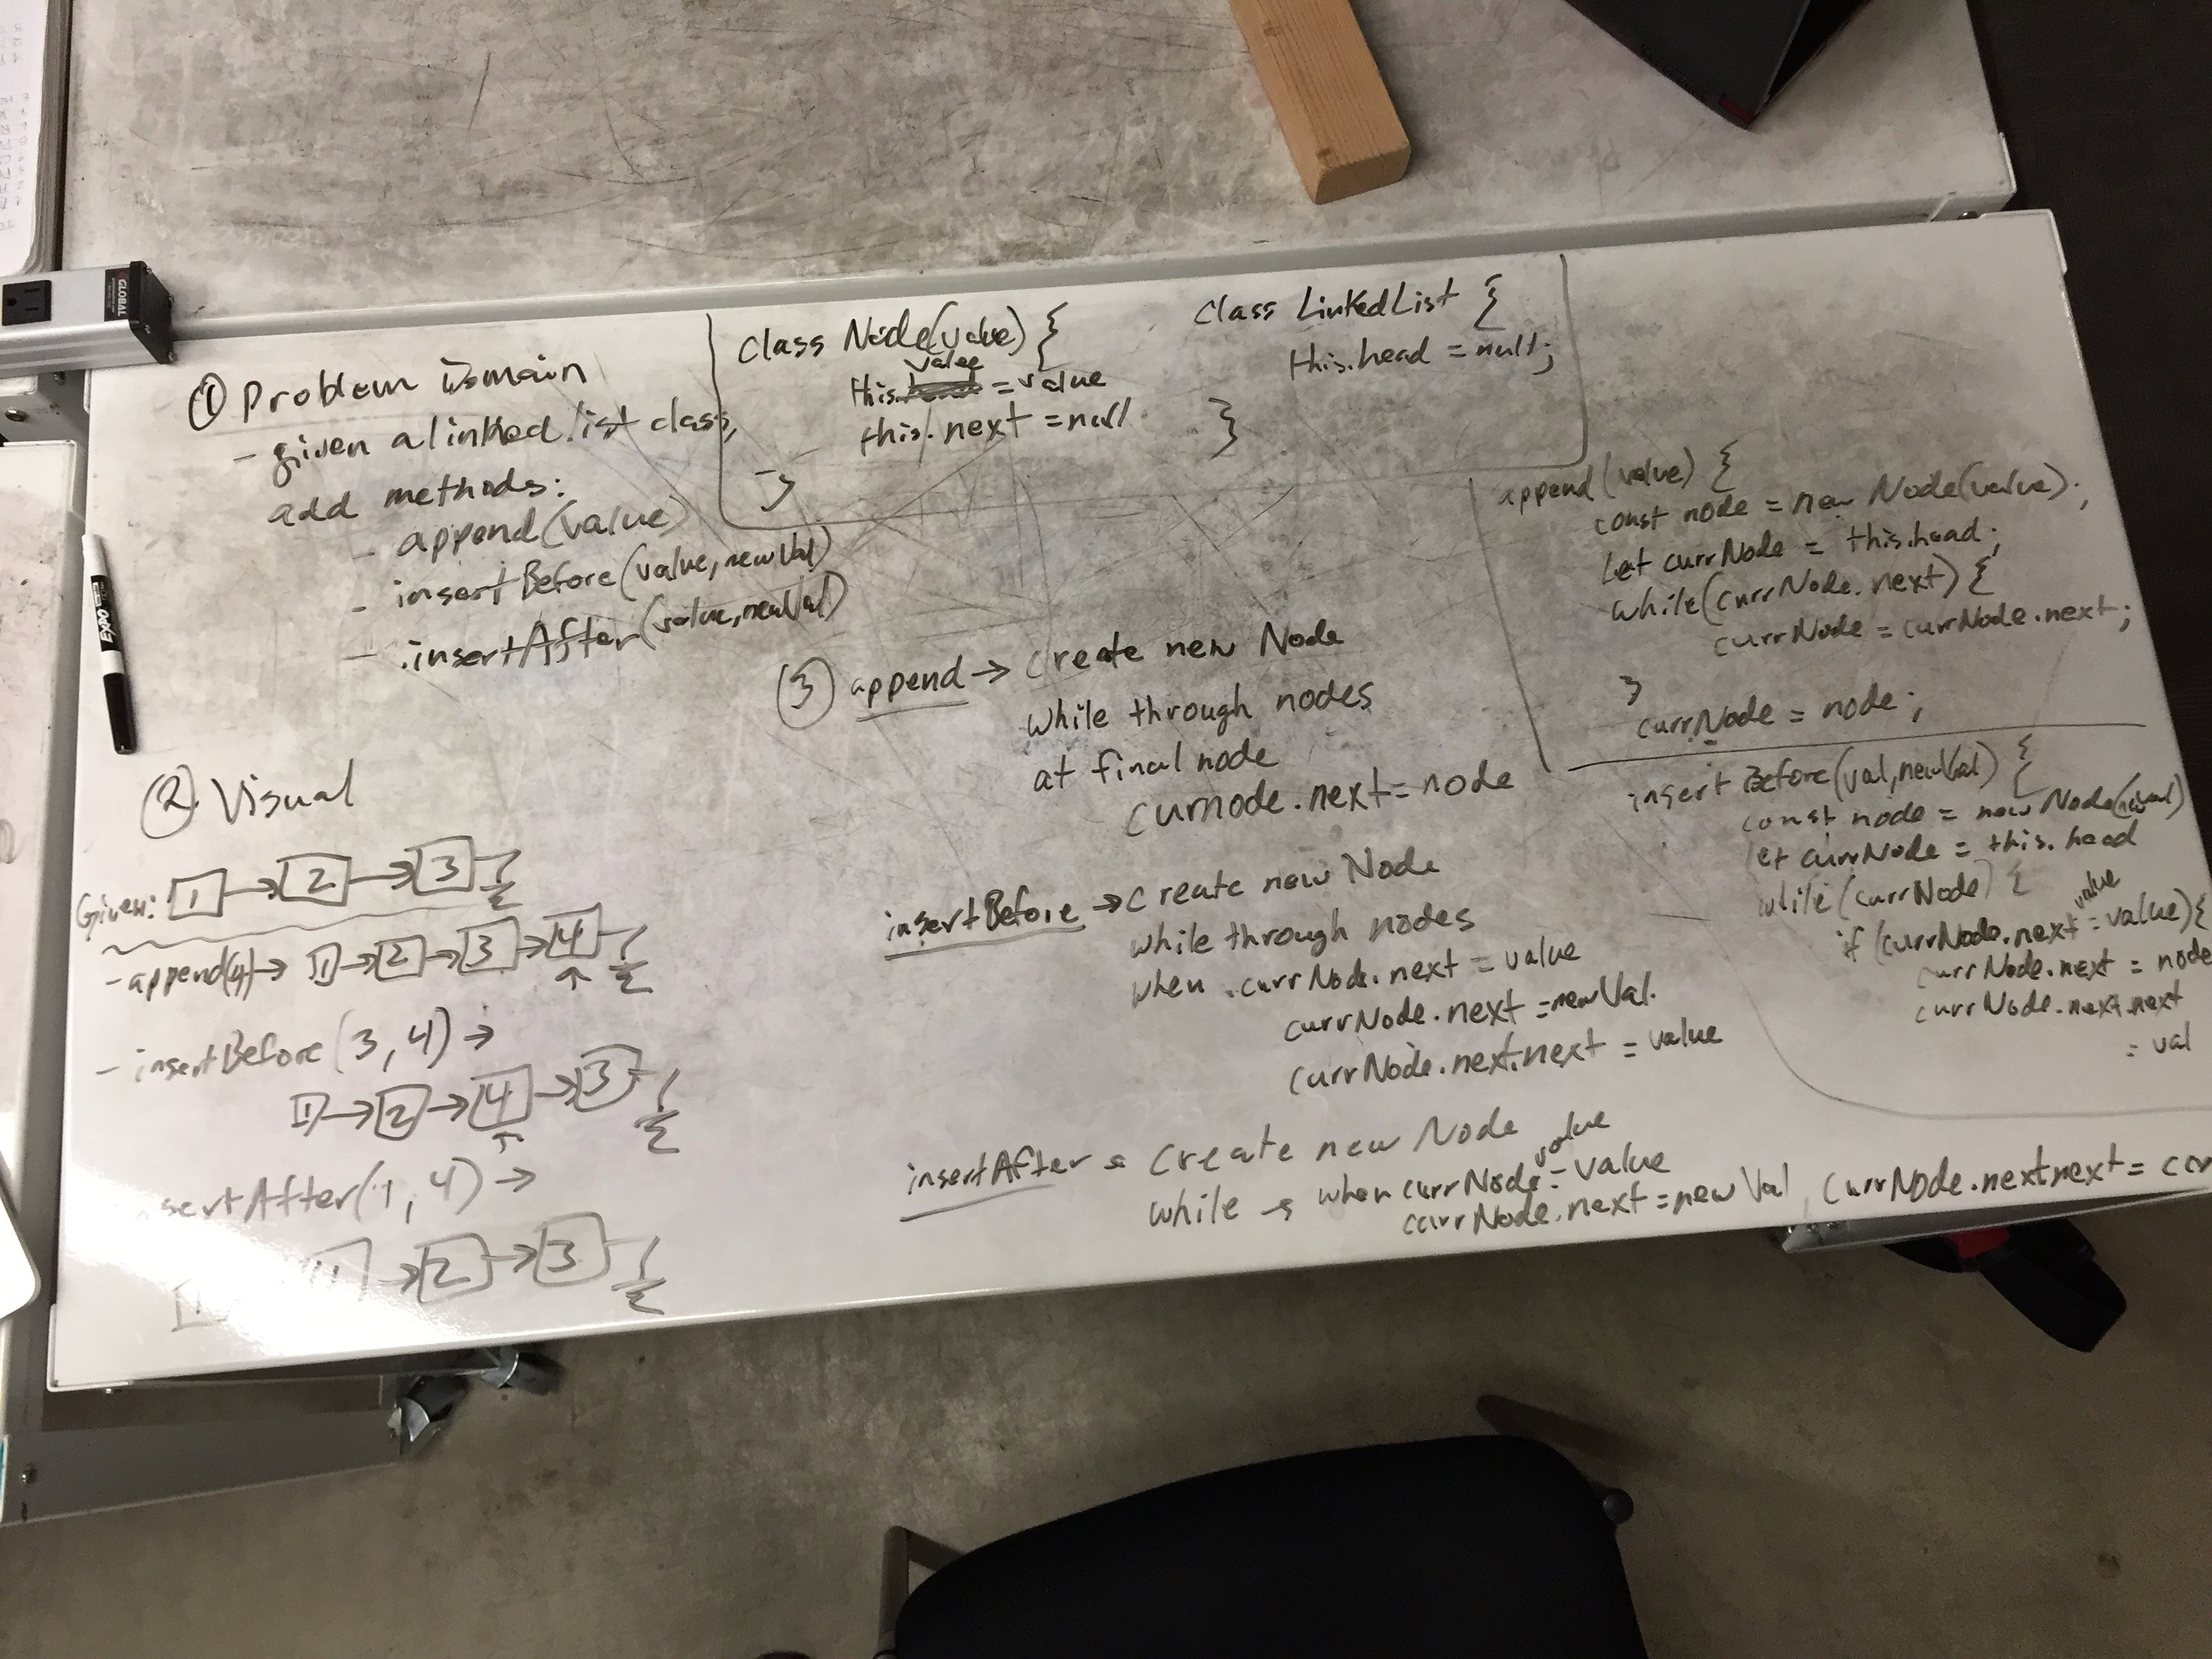 ① Problem Domain
- given a linked list class,
add methods:
- append(value)
- insertBefore(value, newVal)
- insertAfter(value, newVal)
② Visual
Given: 1 → 2 → 3
- append(4) → 1 → 2 → 3 → 4
- insertBefore(3, 4) →
1 → 2 → 4 → 3
sertAfter(1, 4) →
→ 2 → 3
class Node(value) {
value
this. = value
this.next = null
}
class LinkedList {
this.head = null;
}
③ append → create new Node
while through nodes
at final node
curnode.next = node
insertBefore → create new Node
while through nodes
when currNode.next = value
currNode.next = newVal
currNode.next.next = value
insertAfter → create new Node
value
while → when currNode = value
currNode.next = newVal, currNode.next.next =
append(value) {
const node = new Node(value);
let currNode = this.head;
while(currNode.next) {
currNode = currNode.next;
}
currNode = node;
insertBefore(val, newVal) {
const node = new Node(
let currNode = this.head
while (currNode) {
value
if (currNode.next = value) {
currNode.next = node
currNode.next.next
= val
EXPO
GLOBAL